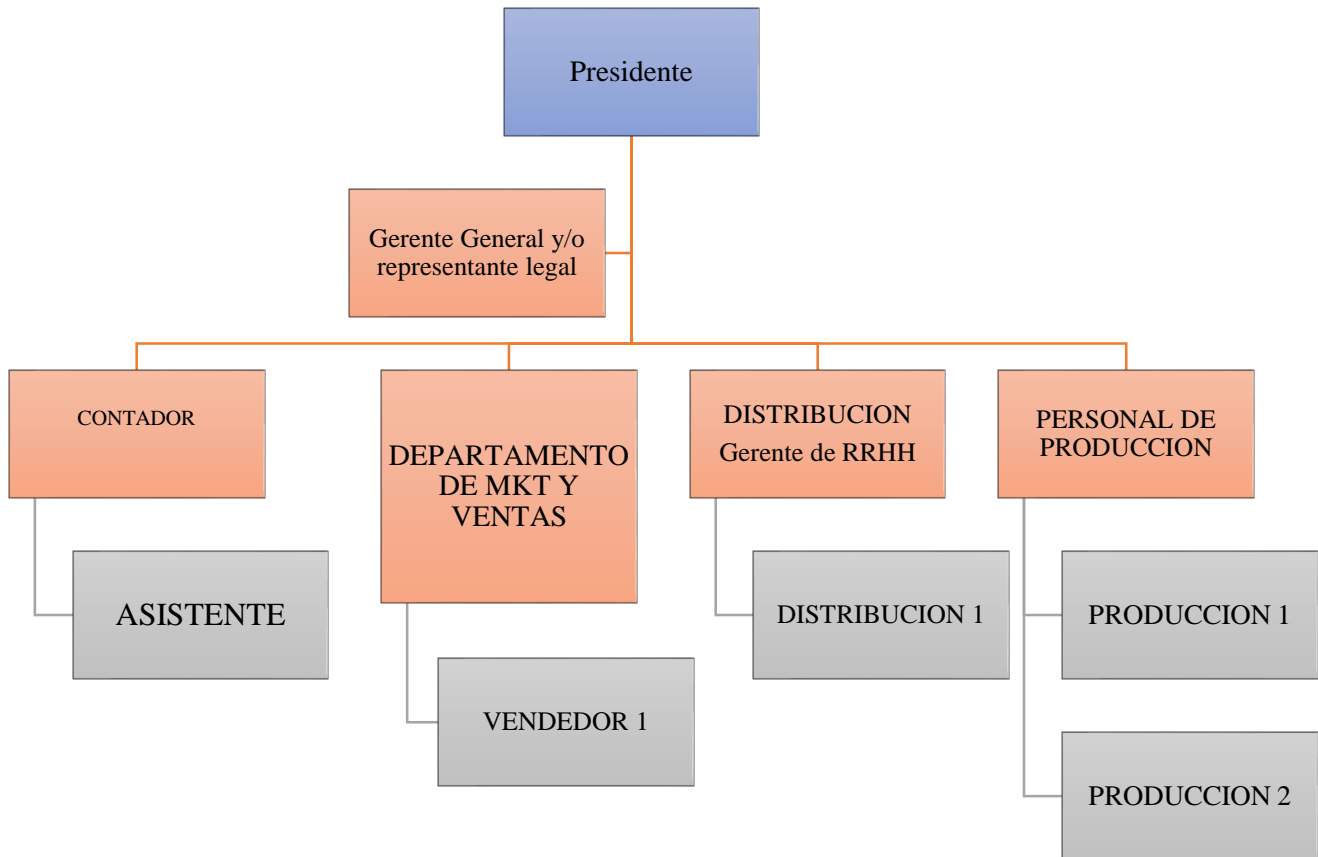 Presidente
Gerente General y/o
representante legal
CONTADOR
DEPARTAMENTO
DE MKT Y
VENTAS
DISTRIBUCION
Gerente de RRHH
PERSONAL DE
PRODUCCION
ASISTENTE
VENDEDOR 1
DISTRIBUCION 1
PRODUCCION 1
PRODUCCION 2